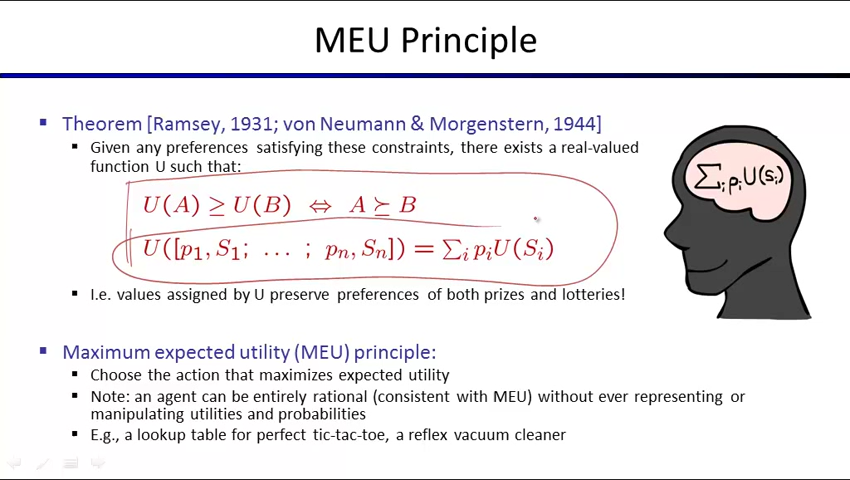 MEU Principle
▪ Theorem [Ramsey, 1931; von Neumann & Morgenstern, 1944]
▪ Given any preferences satisfying these constraints, there exists a real-valued
function U such that:
U(A) ≥ U(B) ⇔ A ⪰ B
U([p₁, S₁; … ; pₙ, Sₙ]) = ∑ᵢ pᵢU(Sᵢ)
▪ I.e. values assigned by U preserve preferences of both prizes and lotteries!
∑ᵢ pᵢU(sᵢ)
▪ Maximum expected utility (MEU) principle:
▪ Choose the action that maximizes expected utility
▪ Note: an agent can be entirely rational (consistent with MEU) without ever representing or
manipulating utilities and probabilities
▪ E.g., a lookup table for perfect tic-tac-toe, a reflex vacuum cleaner